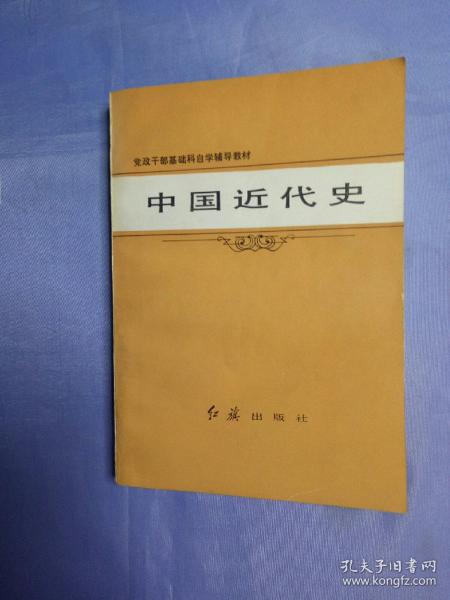 党政干部基础科自学辅导教材
中国近代史
红旗出版社
孔夫子旧书网
www.kongfz.com